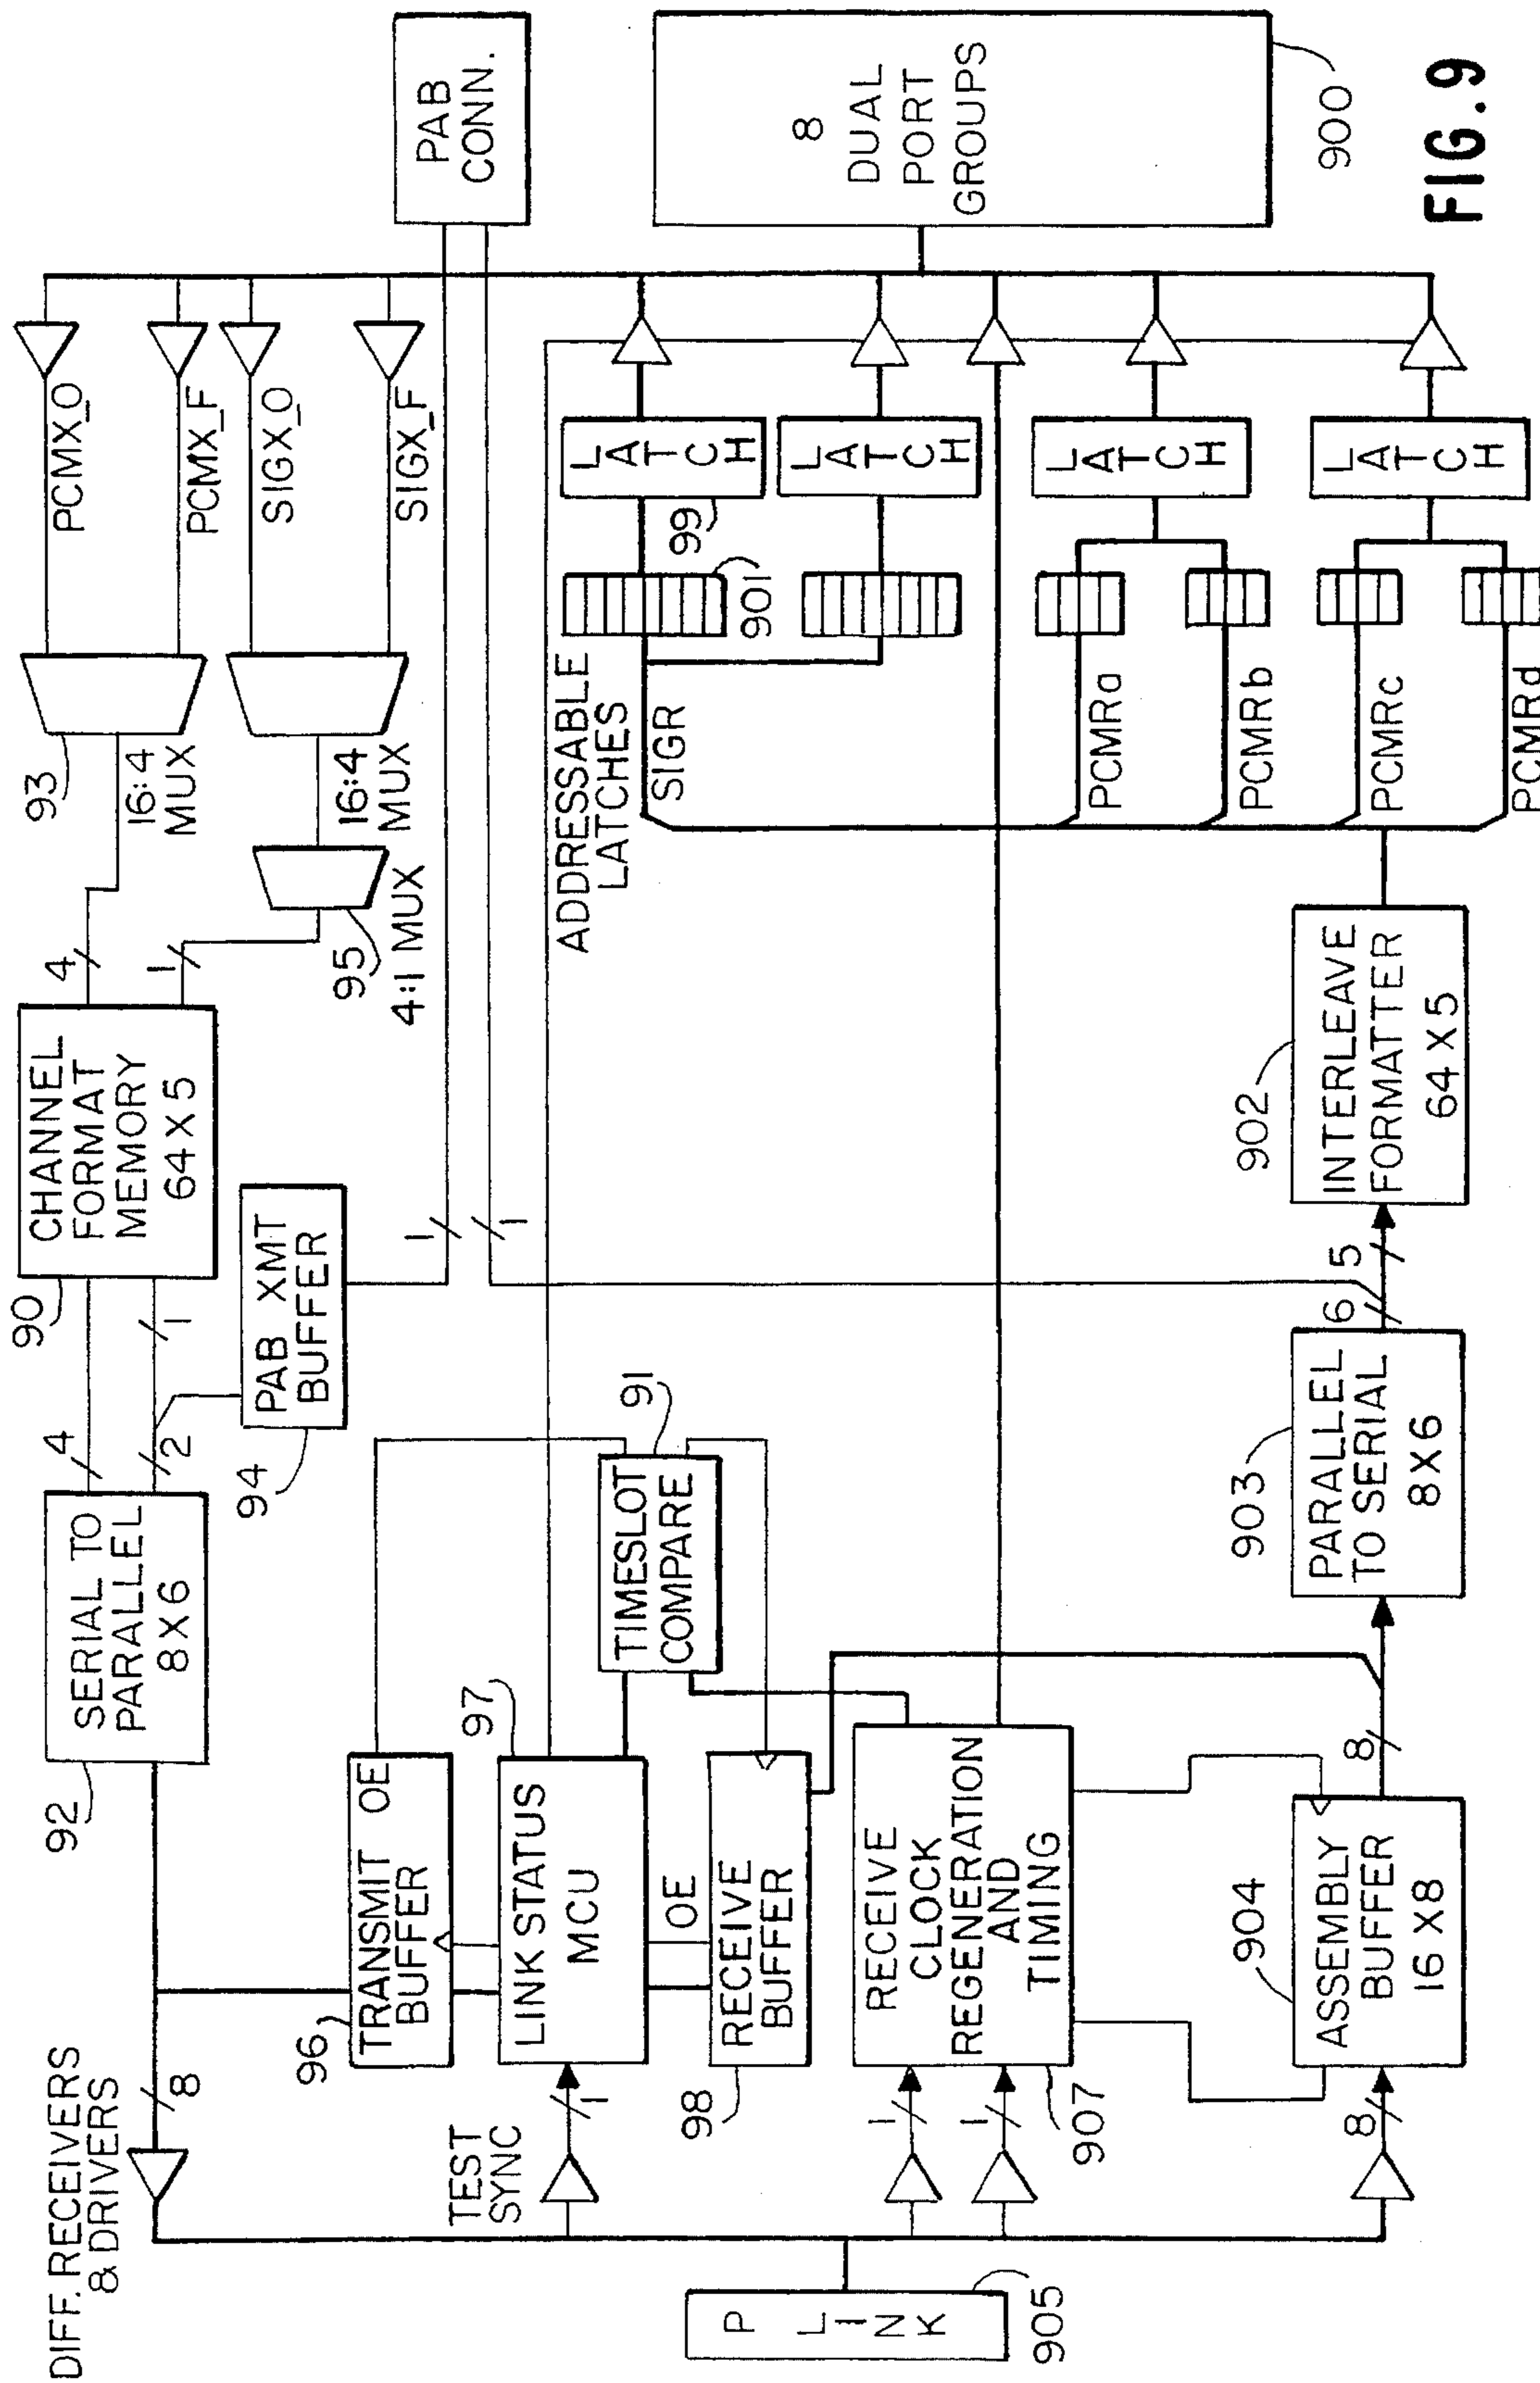 DIFF. RECEIVERS
& DRIVERS
8
92
SERIAL TO
PARALLEL
8 X 6
4
2
1
90
CHANNEL
FORMAT
MEMORY
64 X 5
4
1
93
16:4
MUX
PCMX_0
PCMX_F
SIGX_0
SIGX_F
16:4
MUX
95
4:1 MUX
94
PAB XMT
BUFFER
1
1
PAB
CONN.
96
TRANSMIT OE
BUFFER
TEST
SYNC
1
97
LINK STATUS
MCU
OE
98
RECEIVE
BUFFER
91
TIMESLOT
COMPARE
ADDRESSABLE
LATCHES
SIGR
901
99
LATCH
LATCH
LATCH
LATCH
PCMRa
PCMRb
PCMRc
PCMRd
8
DUAL
PORT
GROUPS
900
P LINK
905
1
1
907
RECEIVE
CLOCK
REGENERATION
AND
TIMING
8
904
ASSEMBLY
BUFFER
16 X 8
8
903
PARALLEL
TO SERIAL
8 X 6
6
5
902
INTERLEAVE
FORMATTER
64 X 5
FIG. 9